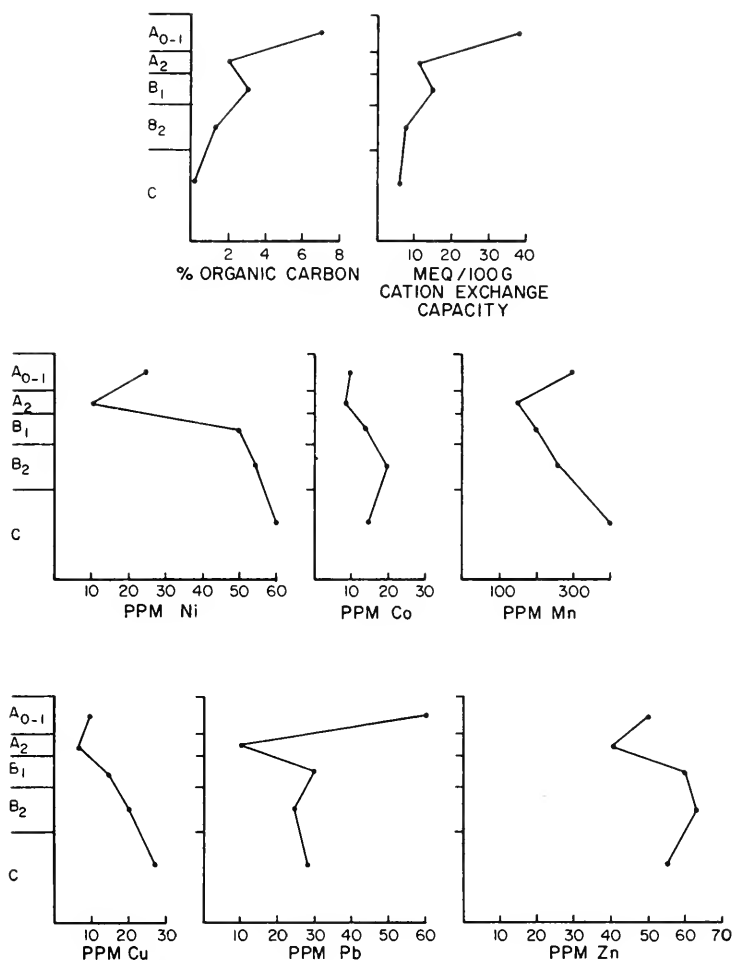 A0-1
A2
B1
B2
C
2 4 6 8
% ORGANIC CARBON
10 20 30 40
MEQ/100G
CATION EXCHANGE
CAPACITY
A0-1
A2
B1
B2
C
10 20 30 40 50 60
PPM Ni
10 20 30
PPM Co
100 300
PPM Mn
A0-1
A2
B1
B2
C
10 20 30
PPM Cu
10 20 30 40 50 60
PPM Pb
10 20 30 40 50 60 70
PPM Zn